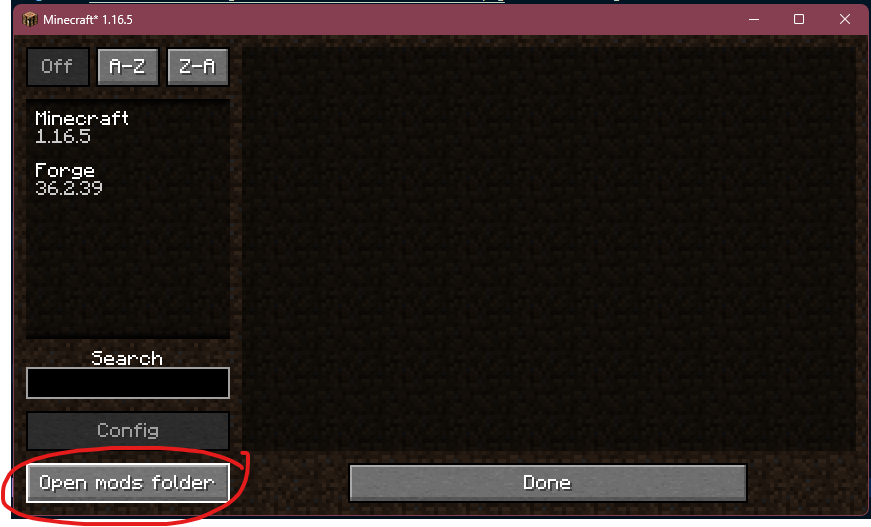 Minecraft* 1.16.5
Off A-Z Z-A
Minecraft
1.16.5
Forge
36.2.39
Search
Config
Open mods folder
Done